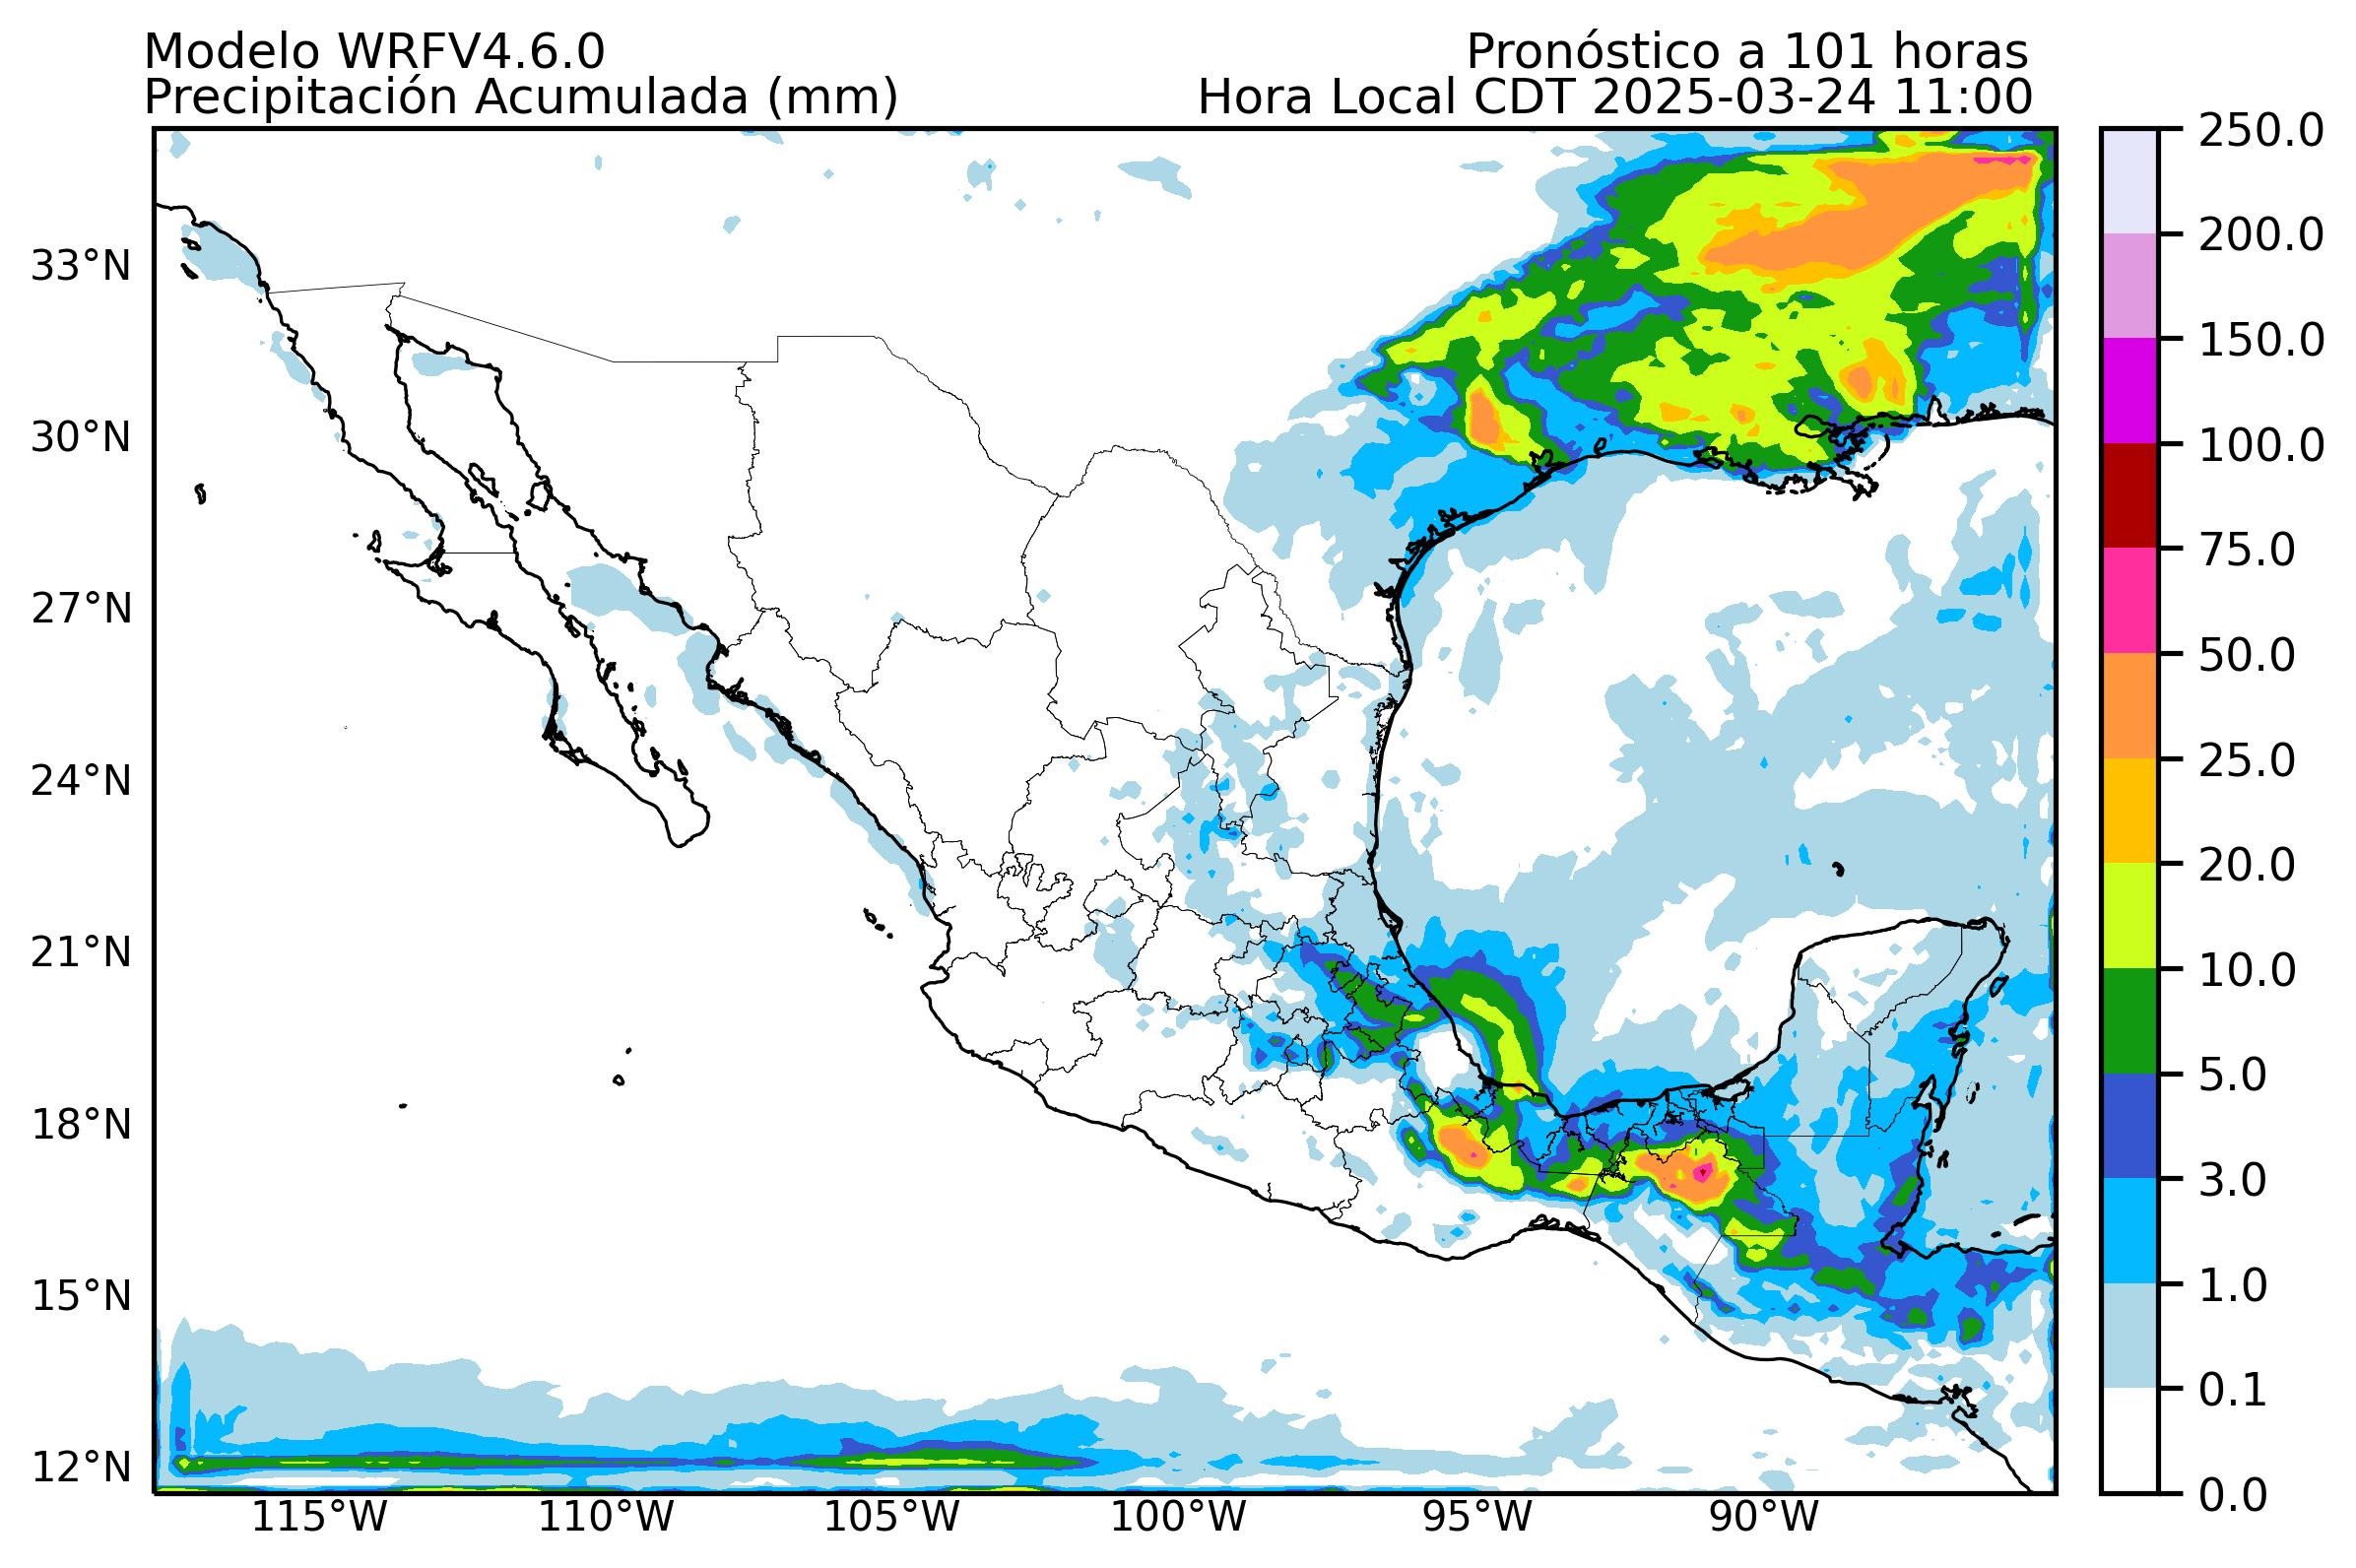 Modelo WRFV4.6.0
Pronóstico a 101 horas
Precipitación Acumulada (mm)
Hora Local CDT 2025-03-24 11:00
33°N
30°N
27°N
24°N
21°N
18°N
15°N
12°N
115°W
110°W
105°W
100°W
95°W
90°W
250.0
200.0
150.0
100.0
75.0
50.0
25.0
20.0
10.0
5.0
3.0
1.0
0.1
0.0